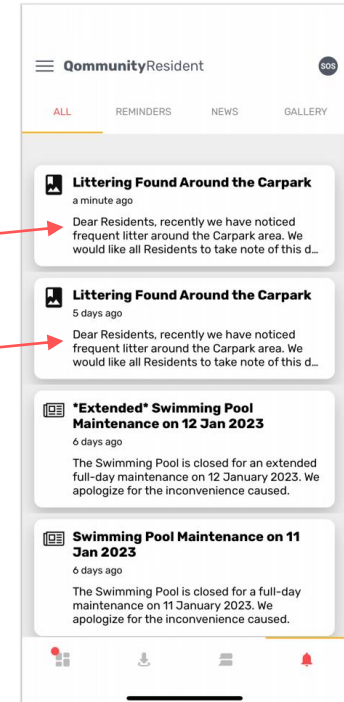 QommunityResident
SOS
ALL REMINDERS NEWS GALLERY
Littering Found Around the Carpark
a minute ago
Dear Residents, recently we have noticed
frequent litter around the Carpark area. We
would like all Residents to take note of this d...
Littering Found Around the Carpark
5 days ago
Dear Residents, recently we have noticed
frequent litter around the Carpark area. We
would like all Residents to take note of this d...
*Extended* Swimming Pool
Maintenance on 12 Jan 2023
6 days ago
The Swimming Pool is closed for an extended
full-day maintenance on 12 January 2023. We
apologize for the inconvenience caused.
Swimming Pool Maintenance on 11
Jan 2023
6 days ago
The Swimming Pool is closed for a full-day
maintenance on 11 January 2023. We
apologize for the inconvenience caused.